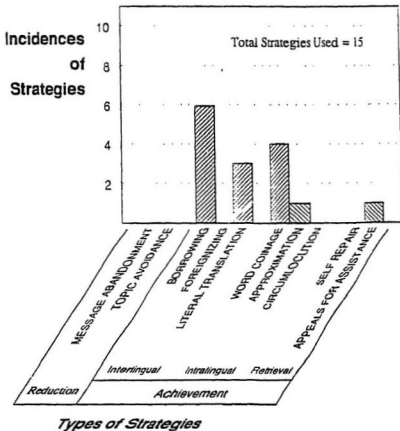 Incidences
of
Strategies
Total Strategies Used = 15
10
8
6
4
2
MESSAGE ABANDONMENT
TOPIC AVOIDANCE
BORROWING
FOREIGNIZING
LITERAL TRANSLATION
WORD COINAGE
APPROXIMATION
CIRCUMLOCUTION
SELF REPAIR
APPEALS FOR ASSISTANCE
Interlingual
Intralingual
Retrieval
Reduction
Achievement
Types of Strategies